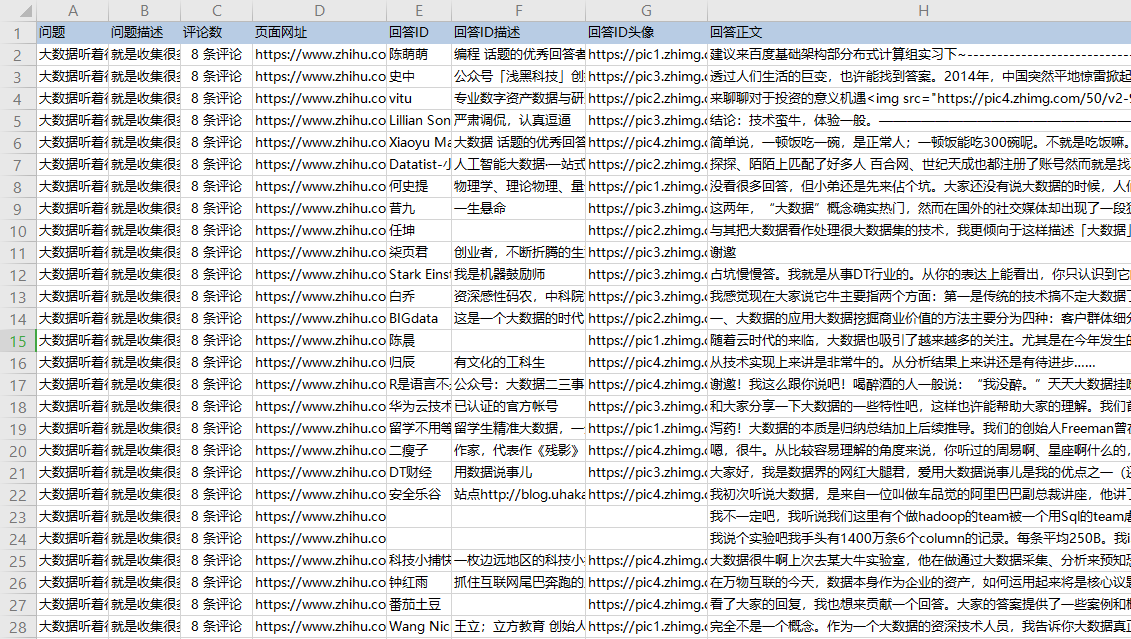 A B C D E F G H
1 问题 问题描述 评论数 页面网址 回答ID 回答ID描述 回答ID头像 回答正文
2 大数据听着很 就是收集很多 8 条评论 https://www.zhihu.co 陈萌萌 编程 话题的优秀回答者 https://pic1.zhimg.c 建议来百度基础架构部分布式计算组实习下~--------------------------
3 大数据听着很 就是收集很多 8 条评论 https://www.zhihu.co 史中 公众号「浅黑科技」创 https://pic3.zhimg.c 透过人们生活的巨变，也许能找到答案。2014年，中国突然平地惊雷掀起
4 大数据听着很 就是收集很多 8 条评论 https://www.zhihu.co vitu 专业数字资产数据与研 https://pic2.zhimg.c 来聊聊对于投资的意义机遇<img src="https://pic4.zhimg.com/50/v2-9
5 大数据听着很 就是收集很多 8 条评论 https://www.zhihu.co Lillian Son 严肃调侃，认真逗逼 https://pic3.zhimg.c 结论：技术蛮牛，体验一般。————————————————
6 大数据听着很 就是收集很多 8 条评论 https://www.zhihu.co Xiaoyu Ma 大数据 话题的优秀回答 https://pic4.zhimg.c 简单说，一顿饭吃一碗，是正常人；一顿饭能吃300碗呢。不就是吃饭嘛。
7 大数据听着很 就是收集很多 8 条评论 https://www.zhihu.co Datatist-小 人工智能大数据·一站式 https://pic2.zhimg.c 探探、陌陌上匹配了好多人 百合网、世纪天成也都注册了账号然而就是找
8 大数据听着很 就是收集很多 8 条评论 https://www.zhihu.co 何史提 物理学、理论物理、量 https://pic1.zhimg.c 没看很多回答，但小弟还是先来佔个坑。大家还没有说大数据的时候，人们
9 大数据听着很 就是收集很多 8 条评论 https://www.zhihu.co 昔九 一生悬命 https://pic3.zhimg.c 这两年，“大数据”概念确实热门，然而在国外的社交媒体却出现了一段
10 大数据听着很 就是收集很多 8 条评论 https://www.zhihu.co 任坤 https://pic2.zhimg.c 与其把大数据看作处理很大数据集的技术，我更倾向于这样描述「大数据」
11 大数据听着很 就是收集很多 8 条评论 https://www.zhihu.co 柒页君 创业者，不断折腾的生 https://pic3.zhimg.c 谢邀
12 大数据听着很 就是收集很多 8 条评论 https://www.zhihu.co Stark Einst 我是机器鼓励师 https://pic3.zhimg.c 占坑慢慢答。我就是从事DT行业的。从你的表达上能看出，你只认识到它
13 大数据听着很 就是收集很多 8 条评论 https://www.zhihu.co 白乔 资深感性码农，中科院 https://pic3.zhimg.c 我感觉现在大家说它牛主要指两个方面：第一是传统的技术搞不定大数据了
14 大数据听着很 就是收集很多 8 条评论 https://www.zhihu.co BIGdata 这是一个大数据的时代 https://pic2.zhimg.c 一、大数据的应用大数据挖掘商业价值的方法主要分为四种：客户群体细分
15 大数据听着很 就是收集很多 8 条评论 https://www.zhihu.co 陈晨 https://pic1.zhimg.c 随着云时代的来临，大数据也吸引了越来越多的关注。尤其是在今年发生的
16 大数据听着很 就是收集很多 8 条评论 https://www.zhihu.co 归辰 有文化的工科生 https://pic4.zhimg.c 从技术实现上来讲是非常牛的。从分析结果上来讲还是有待进步……
17 大数据听着很 就是收集很多 8 条评论 https://www.zhihu.co R是语言不 公众号：大数据二三事 https://pic4.zhimg.c 谢邀！我这么跟你说吧！喝醉酒的人一般说：“我没醉。”天天大数据挂
18 大数据听着很 就是收集很多 8 条评论 https://www.zhihu.co 华为云技术 已认证的官方帐号 https://pic3.zhimg.c 和大家分享一下大数据的一些特性吧，这样也许能帮助大家的理解。我们首
19 大数据听着很 就是收集很多 8 条评论 https://www.zhihu.co 留学不用等 留学生精准大数据，一 https://pic1.zhimg.c 泻药！大数据的本质是归纳总结加上后续推导。我们的创始人Freeman曾在
20 大数据听着很 就是收集很多 8 条评论 https://www.zhihu.co 二瘦子 作家，代表作《残影》 https://pic4.zhimg.c 嗯，很牛。从比较容易理解的角度来说，你听过的周易啊、星座啊什么的，
21 大数据听着很 就是收集很多 8 条评论 https://www.zhihu.co DT财经 用数据说事儿 https://pic3.zhimg.c 大家好，我是数据界的网红大腿君，爱用大数据说事儿是我的优点之一（还
22 大数据听着很 就是收集很多 8 条评论 https://www.zhihu.co 安全乐谷 站点http://blog.uhaka https://pic4.zhimg.c 我初次听说大数据，是来自一位叫做车品觉的阿里巴巴副总裁讲座，他讲了
23 大数据听着很 就是收集很多 8 条评论 https://www.zhihu.co 我不一定吧，我听说我们这里有个做hadoop的team被一个用Sql的team虐
24 大数据听着很 就是收集很多 8 条评论 https://www.zhihu.co 我说个实验吧我手头有1400万条6个column的记录。每条平均250B。我i
25 大数据听着很 就是收集很多 8 条评论 https://www.zhihu.co 科技小捕快 一枚边远地区的科技小 https://pic4.zhimg.c 大数据很牛啊上次去某大牛实验室，他在做通过大数据采集、分析来预知恐
26 大数据听着很 就是收集很多 8 条评论 https://www.zhihu.co 钟红雨 抓住互联网尾巴奔跑的 https://pic4.zhimg.c 在万物互联的今天，数据本身作为企业的资产，如何运用起来将是核心议题
27 大数据听着很 就是收集很多 8 条评论 https://www.zhihu.co 番茄土豆 https://pic4.zhimg.c 看了大家的回复，我也想来贡献一个回答。大家的答案提供了一些案例和概
28 大数据听着很 就是收集很多 8 条评论 https://www.zhihu.co Wang Nic 王立；立方教育 创始人 https://pic1.zhimg.c 完全不是一个概念。作为一个大数据的资深技术人员，我告诉你大数据真正